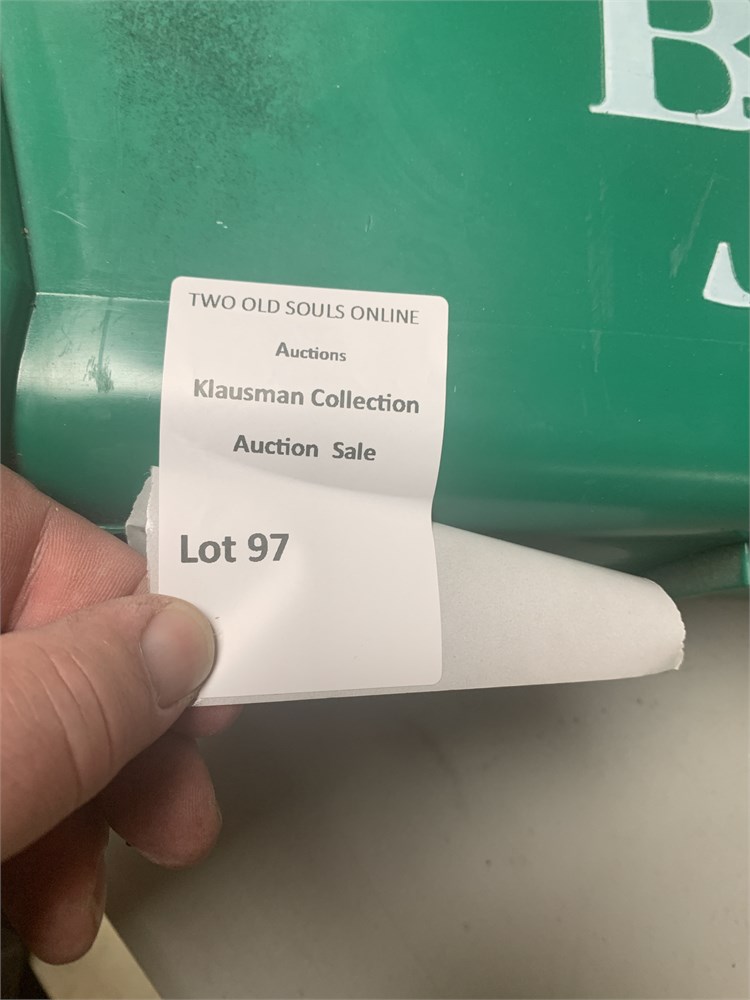 B
TWO OLD SOULS ONLINE
Auctions
Klausman Collection
Auction Sale
Lot 97